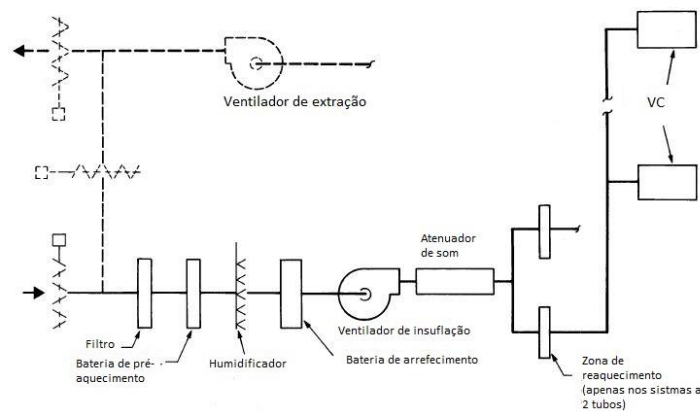 Ventilador de extração
VC
Atenuador
de som
Ventilador de insuflação
Filtro
Bateria de pré-
aquecimento
Humidificador
Bateria de arrefecimento
Zona de
reaquecimento
(apenas nos sistmas a
2 tubos)